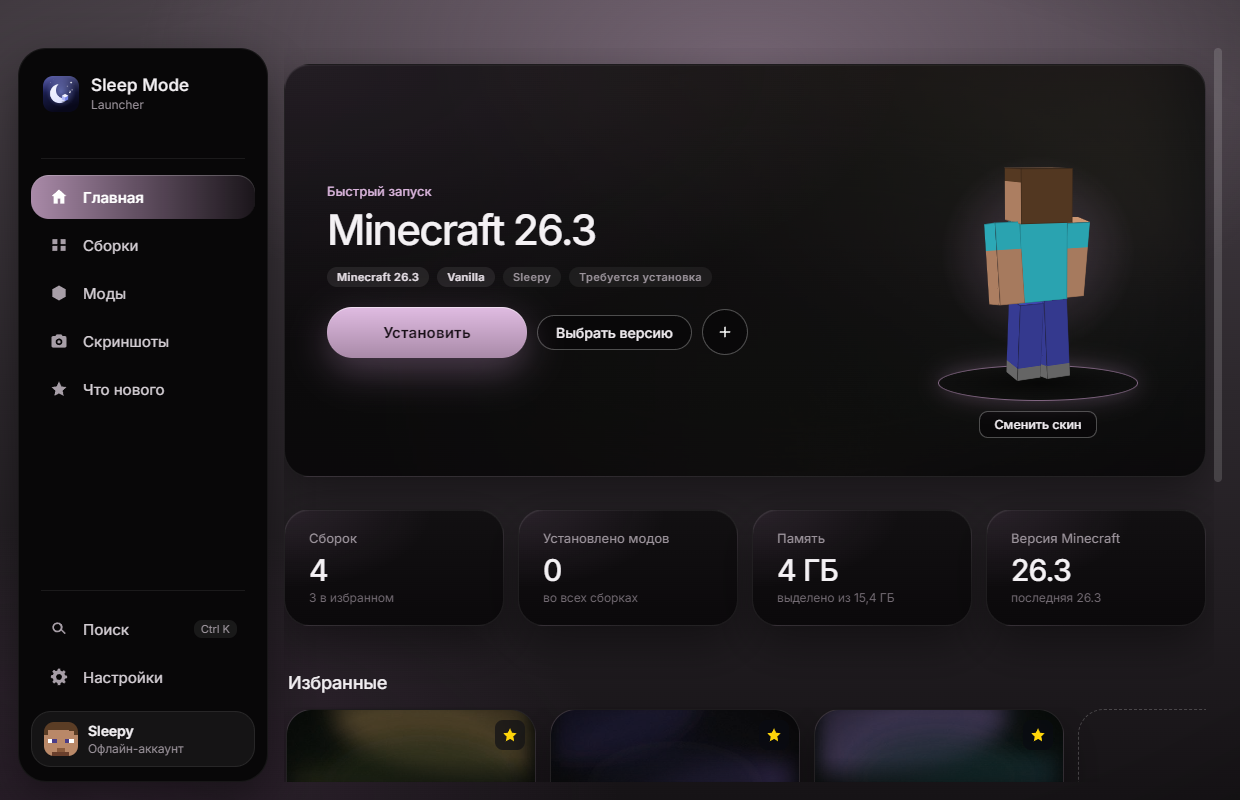 Sleep Mode
Launcher
Главная
Сборки
Моды
Скриншоты
Что нового
Поиск
Ctrl K
Настройки
Sleepy
Офлайн-аккаунт
Быстрый запуск
Minecraft 26.3
Minecraft 26.3 Vanilla Sleepy Требуется установка
Установить Выбрать версию +
Сменить скин
Сборок
4
3 в избранном
Установлено модов
0
во всех сборках
Память
4 ГБ
выделено из 15,4 ГБ
Версия Minecraft
26.3
последняя 26.3
Избранные